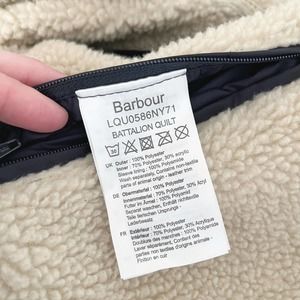 Barbour
LQU0586NY71
BATTALION QUILT
30
UK Outer: 100% Polyester
Inner: 70% Polyester, 30% acrylic
Sleeve lining: 100% Polyester
Wash separately. Contains non-textile
parts of animal origin - leather trim
DE Obermaterial: 100% Polyester
Innenmaterial: 70% Polyester, 30% Acryl
Armelfutter: 100% Polyester
Separat waschen, Enthält nichttextile
Teile tierischen Ursprungs -
Lederbesatz
FR Extérieur: 100% Polyester
Intérieur: 70% Polyester, 30% Acrylique
Doublure des manches: 100% Polyester
Laver séparément. Contient des
parties non textiles d'origine animale -
Finition en cuir